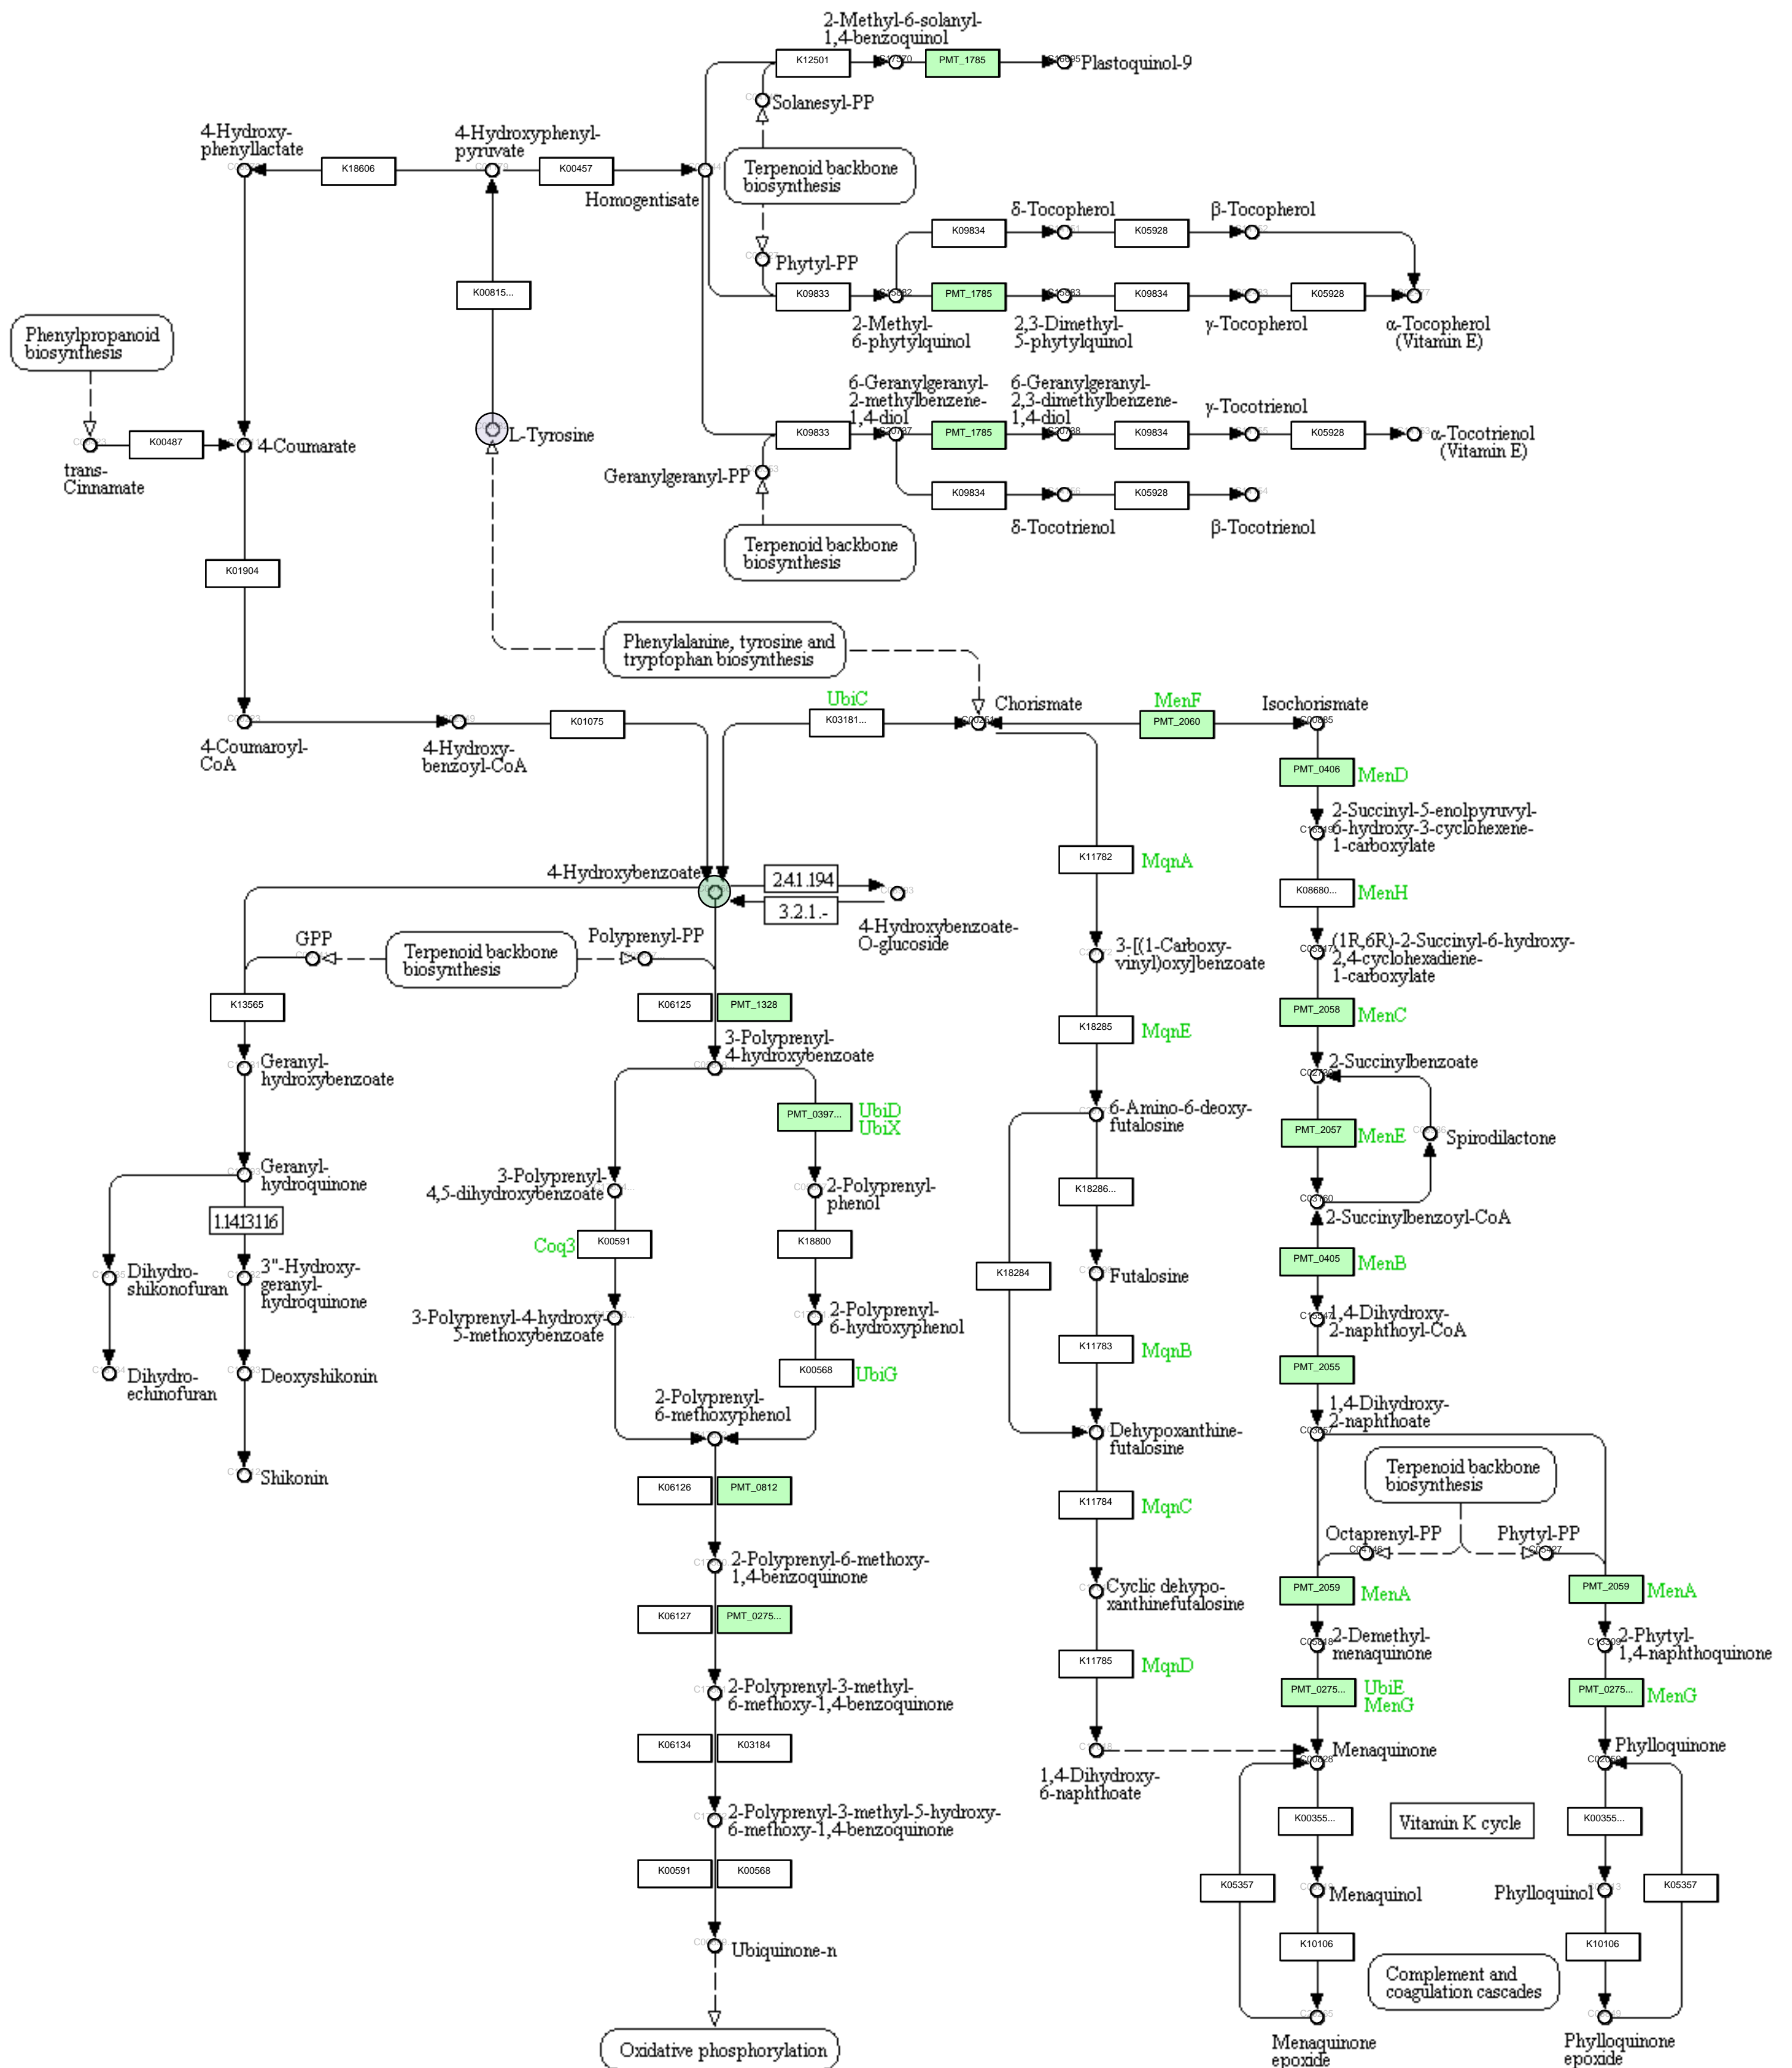 2-Methyl-6-solanyl-
1,4-benzoquinol
K12501
PMT_1785
Plastoquinol-9
Solanesyl-PP
4-Hydroxy-
phenyllactate
K18606
4-Hydroxyphenyl-
pyruvate
K00457
Homogentisate
Terpenoid backbone
biosynthesis
δ-Tocopherol
β-Tocopherol
K09834
K05928
Phytyl-PP
K00815...
K09833
PMT_1785
K09834
K05928
2-Methyl-
6-phytylquinol
2,3-Dimethyl-
5-phytylquinol
γ-Tocopherol
α-Tocopherol
(Vitamin E)
Phenylpropanoid
biosynthesis
6-Geranylgeranyl-
2-methylbenzene-
1,4-diol
6-Geranylgeranyl-
2,3-dimethylbenzene-
1,4-diol
γ-Tocotrienol
L-Tyrosine
K00487
4-Coumarate
trans-
Cinnamate
K09833
PMT_1785
K09834
K05928
α-Tocotrienol
(Vitamin E)
Geranylgeranyl-PP
K09834
K05928
δ-Tocotrienol
β-Tocotrienol
Terpenoid backbone
biosynthesis
K01904
Phenylalanine, tyrosine and
tryptophan biosynthesis
UbiC
Chorismate
MenF
Isochorismate
K01075
K03181...
C00251
PMT_2060
C00885
4-Coumaroyl-
CoA
4-Hydroxy-
benzoyl-CoA
PMT_0406
MenD
2-Succinyl-5-enolpyruvyl-
6-hydroxy-3-cyclohexene-
1-carboxylate
K11782
MqnA
4-Hydroxybenzoate
2.4.1.194
3.2.1.-
4-Hydroxybenzoate-
O-glucoside
K08680...
MenH
GPP
Terpenoid backbone
biosynthesis
Polyprenyl-PP
3-[(1-Carboxy-
vinyl)oxy]benzoate
(1R,6R)-2-Succinyl-6-hydroxy-
2,4-cyclohexadiene-
1-carboxylate
K13565
K06125
PMT_1328
K18285
MqnE
PMT_2058
MenC
3-Polyprenyl-
4-hydroxybenzoate
Geranyl-
hydroxybenzoate
2-Succinylbenzoate
PMT_0397...
UbiD
UbiX
6-Amino-6-deoxy-
futalosine
PMT_2057
MenE
Spirodilactone
Geranyl-
hydroquinone
3-Polyprenyl-
4,5-dihydroxybenzoate
2-Polyprenyl-
phenol
K18286...
C03160
2-Succinylbenzoyl-CoA
1.14.13.116
Coq3
K00591
K18800
PMT_0405
MenB
Dihydro-
shikonofuran
3"-Hydroxy-
geranyl-
hydroquinone
K18284
Futalosine
3-Polyprenyl-4-hydroxy-
5-methoxybenzoate
2-Polyprenyl-
6-hydroxyphenol
1,4-Dihydroxy-
2-naphthoyl-CoA
K11783
MqnB
Dihydro-
echinofuran
Deoxyshikonin
K00568
UbiG
PMT_2055
2-Polyprenyl-
6-methoxyphenol
1,4-Dihydroxy-
2-naphthoate
C03657
Dehypoxanthine-
futalosine
Shikonin
Terpenoid backbone
biosynthesis
K06126
PMT_0812
K11784
MqnC
Octaprenyl-PP
Phytyl-PP
C04146
C05427
2-Polyprenyl-6-methoxy-
1,4-benzoquinone
Cyclic dehypo-
xanthinefutalosine
PMT_2059
MenA
PMT_2059
MenA
K06127
PMT_0275...
C05818
2-Demethyl-
menaquinone
C13309
2-Phytyl-
1,4-naphthoquinone
K11785
MqnD
2-Polyprenyl-3-methyl-
6-methoxy-1,4-benzoquinone
PMT_0275...
UbiE
MenG
PMT_0275...
MenG
K06134
K03184
Menaquinone
C00828
Phylloquinone
C02059
1,4-Dihydroxy-
6-naphthoate
2-Polyprenyl-3-methyl-5-hydroxy-
6-methoxy-1,4-benzoquinone
K00355...
Vitamin K cycle
K00355...
K00591
K00568
K05357
Menaquinol
Phylloquinol
K05357
Ubiquinone-n
K10106
K10106
Complement and
coagulation cascades
Oxidative phosphorylation
Menaquinone
epoxide
Phylloquinone
epoxide